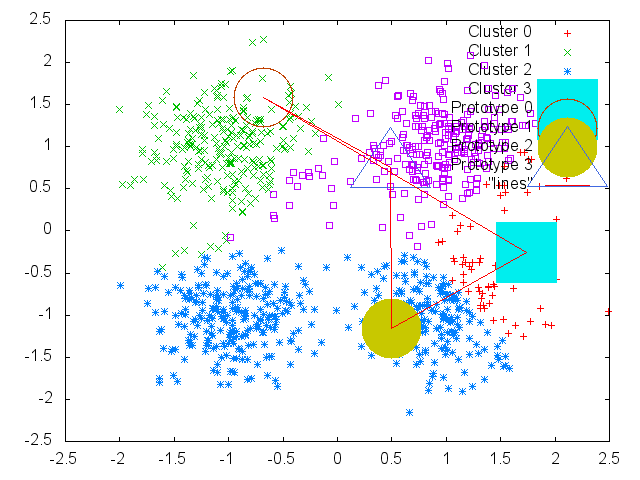 2.5
2
1.5
1
0.5
0
-0.5
-1
-1.5
-2
-2.5
-2.5 -2 -1.5 -1 -0.5 0 0.5 1 1.5 2 2.5
Cluster 0
Cluster 1
Cluster 2
Cluster 3
Prototype 0
Prototype 1
Prototype 2
Prototype 3
"lines"